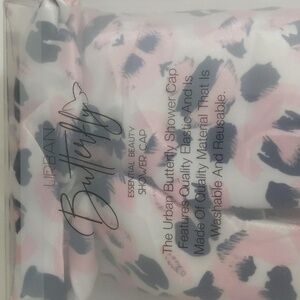 URBAN
Butterfly
ESSENTIAL BEAUTY
SHOWER CAP
The Urban Butterfly Shower Cap
Features Quality Elastic And Is
Made Of Quality Material That Is
Washable And Reusable.